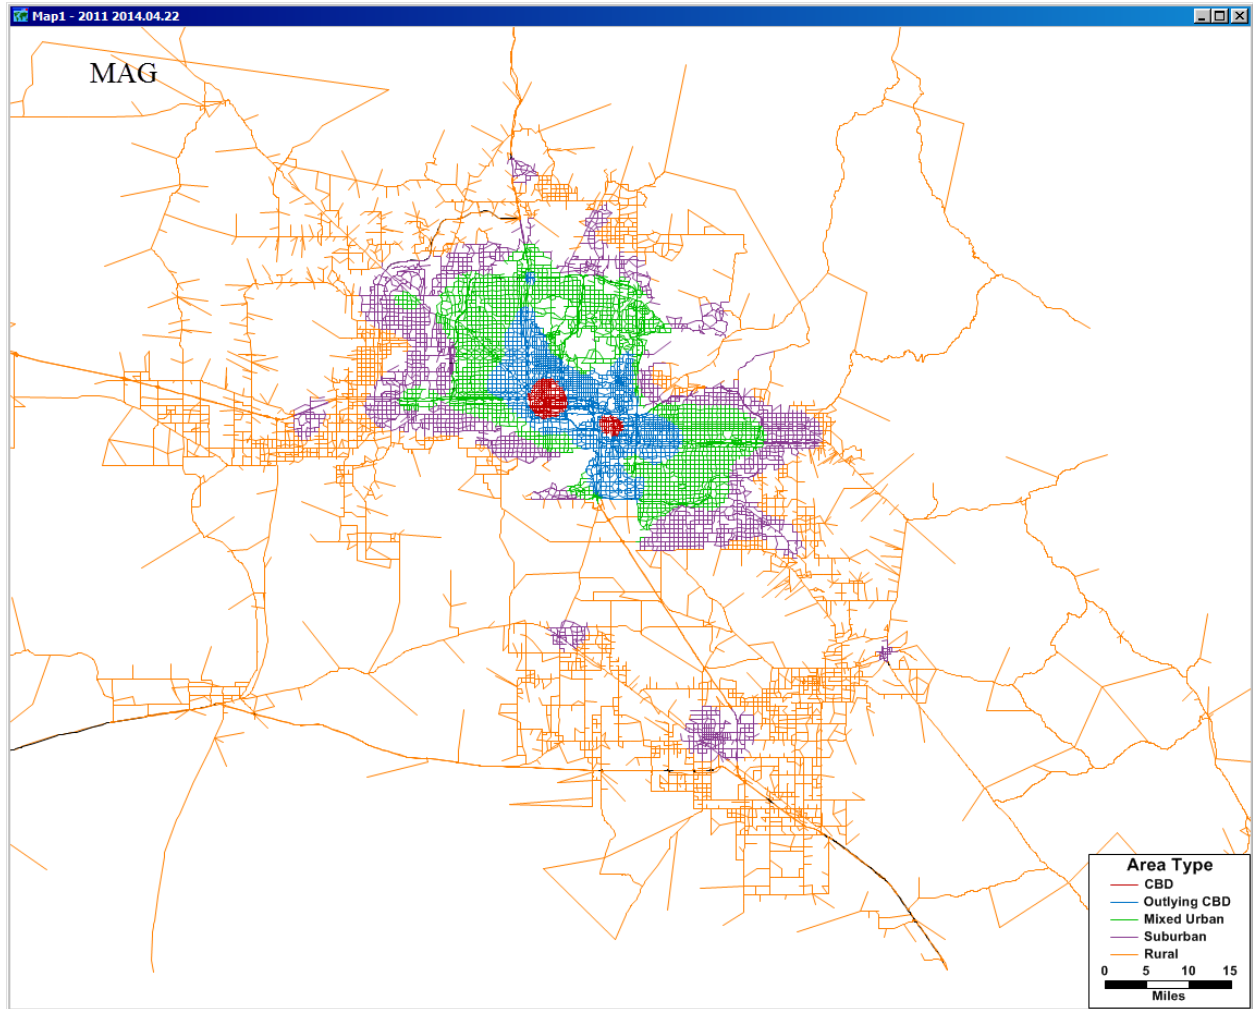 Map1 - 2011 2014.04.22
MAG
Area Type
CBD
Outlying CBD
Mixed Urban
Suburban
Rural
0 5 10 15
Miles